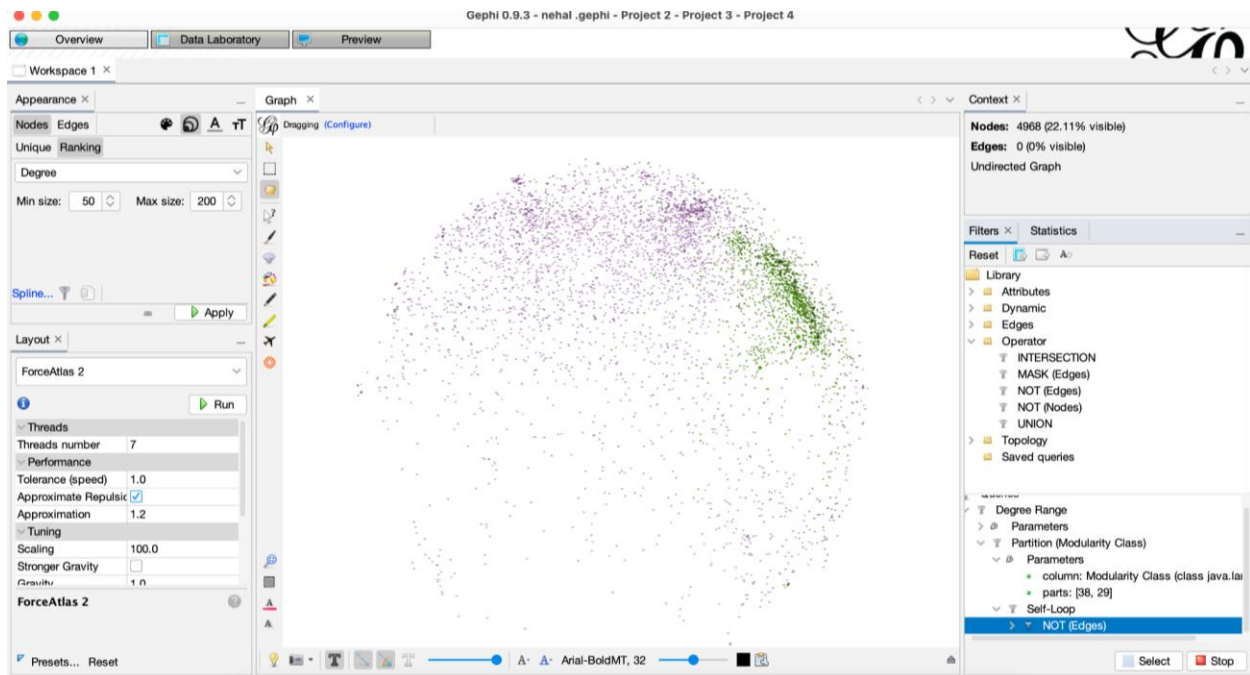 Gephi 0.9.3 - nehal .gephi - Project 2 - Project 3 - Project 4
Overview
Data Laboratory
Preview
Workspace 1
Appearance
Nodes Edges
Unique Ranking
Degree
Min size: 50 Max size: 200
Spline...
Apply
Layout
ForceAtlas 2
Run
Threads
Threads number 7
Performance
Tolerance (speed) 1.0
Approximate Repulsic
Approximation 1.2
Tuning
Scaling 100.0
Stronger Gravity
Gravity 1.0
ForceAtlas 2
Presets... Reset
Graph
Dragging (Configure)
Arial-BoldMT, 32
Context
Nodes: 4968 (22.11% visible)
Edges: 0 (0% visible)
Undirected Graph
Filters Statistics
Reset
Library
Attributes
Dynamic
Edges
Operator
INTERSECTION
MASK (Edges)
NOT (Edges)
NOT (Nodes)
UNION
Topology
Saved queries
Degree Range
Parameters
Partition (Modularity Class)
Parameters
column: Modularity Class (class java.lan
parts: [38, 29]
Self-Loop
NOT (Edges)
Select Stop